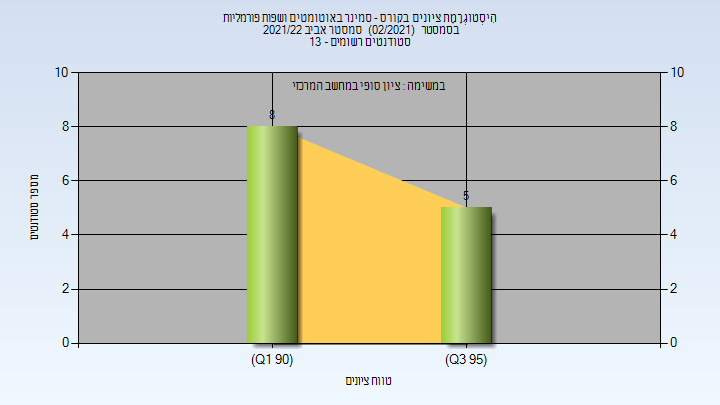 הִיסְטוֹגְרָמַת ציונים בקורס - סמינר באוטומטים ושפות פורמליות
בסמסטר (02/2021) סמסטר אביב 2021/22
סטודנטים רשומים - 13
במשימה : ציון סופי במחשב המרכזי
10
8
6
4
2
0
10
8
6
4
2
0
8
5
מספר סטודנטים
(Q1 90)
(Q3 95)
טווח ציונים